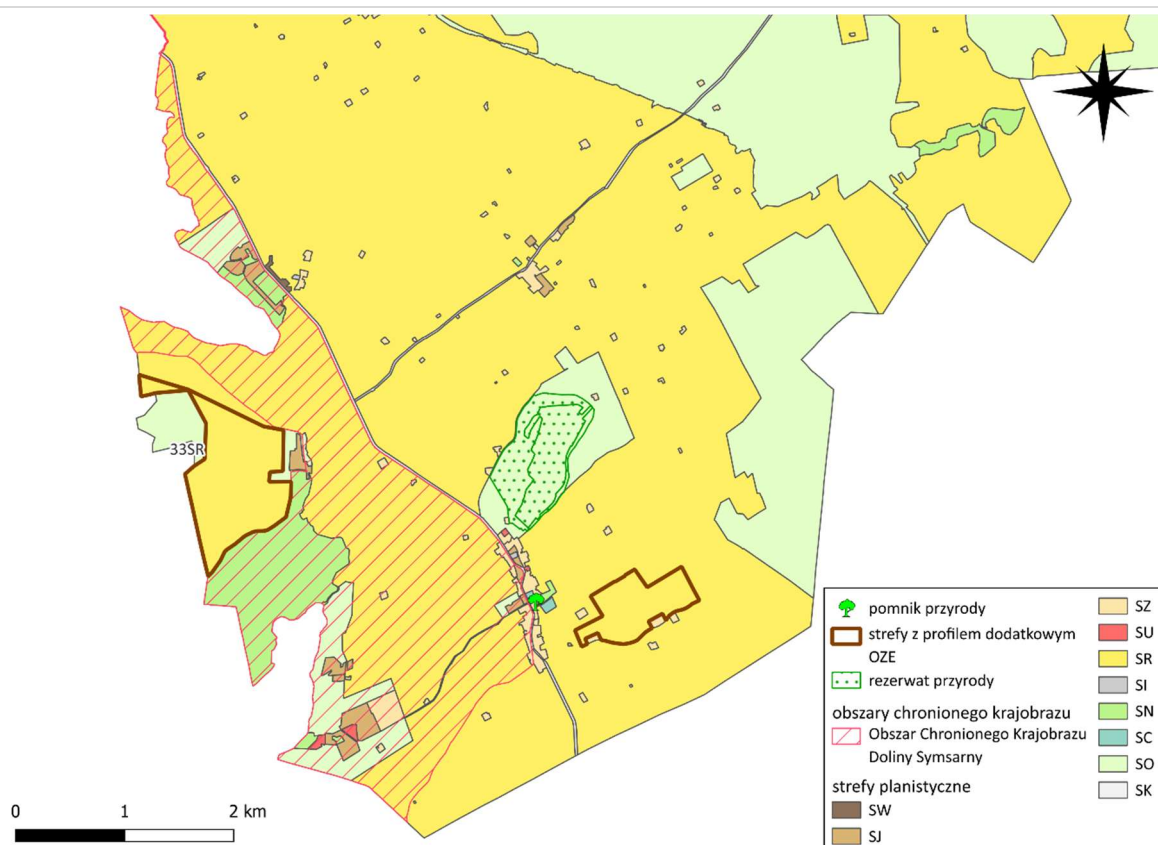 33SR
pomnik przyrody
strefy z profilem dodatkowym
OZE
rezerwat przyrody
obszary chronionego krajobrazu
Obszar Chronionego Krajobrazu
Doliny Symsarny
strefy planistyczne
SW
SJ
SZ
SU
SR
SI
SN
SC
SO
SK
0 1 2 km